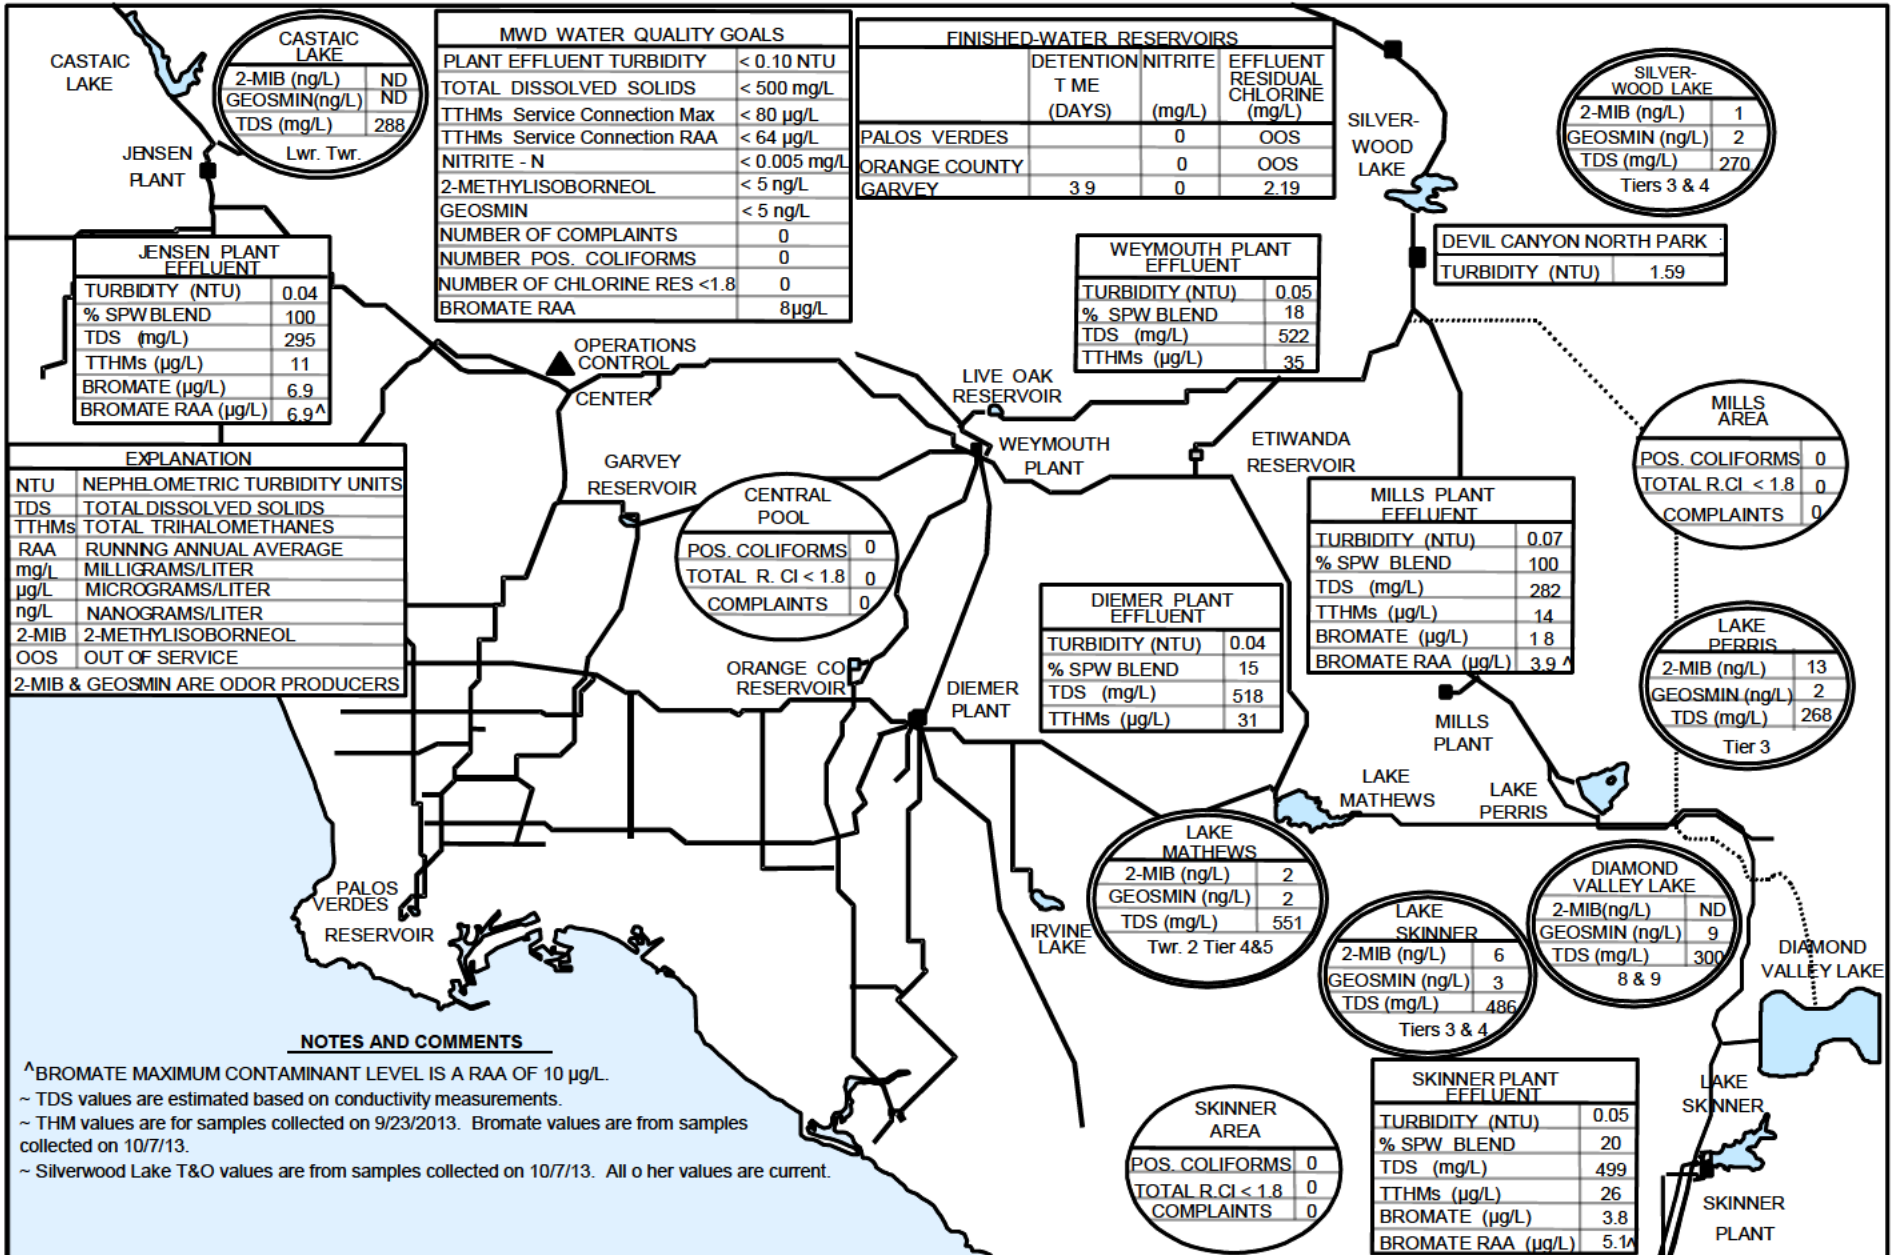 CASTAIC
LAKE
CASTAIC
LAKE
2-MIB (ng/L) ND
GEOSMIN(ng/L) ND
TDS (mg/L) 288
Lwr. Twr.
JENSEN
PLANT
MWD WATER QUALITY GOALS
PLANT EFFLUENT TURBIDITY < 0.10 NTU
TOTAL DISSOLVED SOLIDS < 500 mg/L
TTHMs Service Connection Max < 80 µg/L
TTHMs Service Connection RAA < 64 µg/L
NITRITE - N < 0.005 mg/L
2-METHYLISOBORNEOL < 5 ng/L
GEOSMIN < 5 ng/L
NUMBER OF COMPLAINTS 0
NUMBER POS. COLIFORMS 0
NUMBER OF CHLORINE RES <1.8 0
BROMATE RAA 8µg/L
FINISHED-WATER RESERVOIRS
DETENTION NITRITE EFFLUENT
T ME RESIDUAL
CHLORINE
(DAYS) (mg/L) (mg/L)
PALOS VERDES 0 OOS
ORANGE COUNTY 0 OOS
GARVEY 3 9 0 2.19
SILVER-
WOOD
LAKE
SILVER-
WOOD LAKE
2-MIB (ng/L) 1
GEOSMIN (ng/L) 2
TDS (mg/L) 270
Tiers 3 & 4
DEVIL CANYON NORTH PARK
TURBIDITY (NTU) 1.59
JENSEN PLANT
EFFLUENT
TURBIDITY (NTU) 0.04
% SPW BLEND 100
TDS (mg/L) 295
TTHMs (µg/L) 11
BROMATE (µg/L) 6.9
BROMATE RAA (µg/L) 6.9^
WEYMOUTH PLANT
EFFLUENT
TURBIDITY (NTU) 0.05
% SPW BLEND 18
TDS (mg/L) 522
TTHMs (µg/L) 35
OPERATIONS
CONTROL
CENTER
LIVE OAK
RESERVOIR
WEYMOUTH
PLANT
ETIWANDA
RESERVOIR
GARVEY
RESERVOIR
MILLS
AREA
POS. COLIFORMS 0
TOTAL R.Cl < 1.8 0
COMPLAINTS 0
EXPLANATION
NTU NEPHELOMETRIC TURBIDITY UNITS
TDS TOTAL DISSOLVED SOLIDS
TTHMs TOTAL TRIHALOMETHANES
RAA RUNNING ANNUAL AVERAGE
mg/L MILLIGRAMS/LITER
µg/L MICROGRAMS/LITER
ng/L NANOGRAMS/LITER
2-MIB 2-METHYLISOBORNEOL
OOS OUT OF SERVICE
2-MIB & GEOSMIN ARE ODOR PRODUCERS
CENTRAL
POOL
POS. COLIFORMS 0
TOTAL R. Cl < 1.8 0
COMPLAINTS 0
MILLS PLANT
EFFLUENT
TURBIDITY (NTU) 0.07
% SPW BLEND 100
TDS (mg/L) 282
TTHMs (µg/L) 14
BROMATE (µg/L) 1 8
BROMATE RAA (µg/L) 3.9 ^
DIEMER PLANT
EFFLUENT
TURBIDITY (NTU) 0.04
% SPW BLEND 15
TDS (mg/L) 518
TTHMs (µg/L) 31
ORANGE CO
RESERVOIR
DIEMER
PLANT
MILLS
PLANT
LAKE
PERRIS
2-MIB (ng/L) 13
GEOSMIN (ng/L) 2
TDS (mg/L) 268
Tier 3
LAKE
MATHEWS
LAKE
PERRIS
LAKE
MATHEWS
2-MIB (ng/L) 2
GEOSMIN (ng/L) 2
TDS (mg/L) 551
Twr. 2 Tier 4&5
IRVINE
LAKE
PALOS
VERDES
RESERVOIR
LAKE
SKINNER
2-MIB (ng/L) 6
GEOSMIN (ng/L) 3
TDS (mg/L) 486
Tiers 3 & 4
DIAMOND
VALLEY LAKE
2-MIB(ng/L) ND
GEOSMIN (ng/L) 9
TDS (mg/L) 300
8 & 9
DIAMOND
VALLEY LAKE
NOTES AND COMMENTS
^BROMATE MAXIMUM CONTAMINANT LEVEL IS A RAA OF 10 µg/L.
~ TDS values are estimated based on conductivity measurements.
~ THM values are for samples collected on 9/23/2013. Bromate values are from samples
collected on 10/7/13.
~ Silverwood Lake T&O values are from samples collected on 10/7/13. All o her values are current.
SKINNER
AREA
POS. COLIFORMS 0
TOTAL R.Cl < 1.8 0
COMPLAINTS 0
SKINNER PLANT
EFFLUENT
TURBIDITY (NTU) 0.05
% SPW BLEND 20
TDS (mg/L) 499
TTHMs (µg/L) 26
BROMATE (µg/L) 3.8
BROMATE RAA (µg/L) 5.1^
LAKE
SKINNER
SKINNER
PLANT